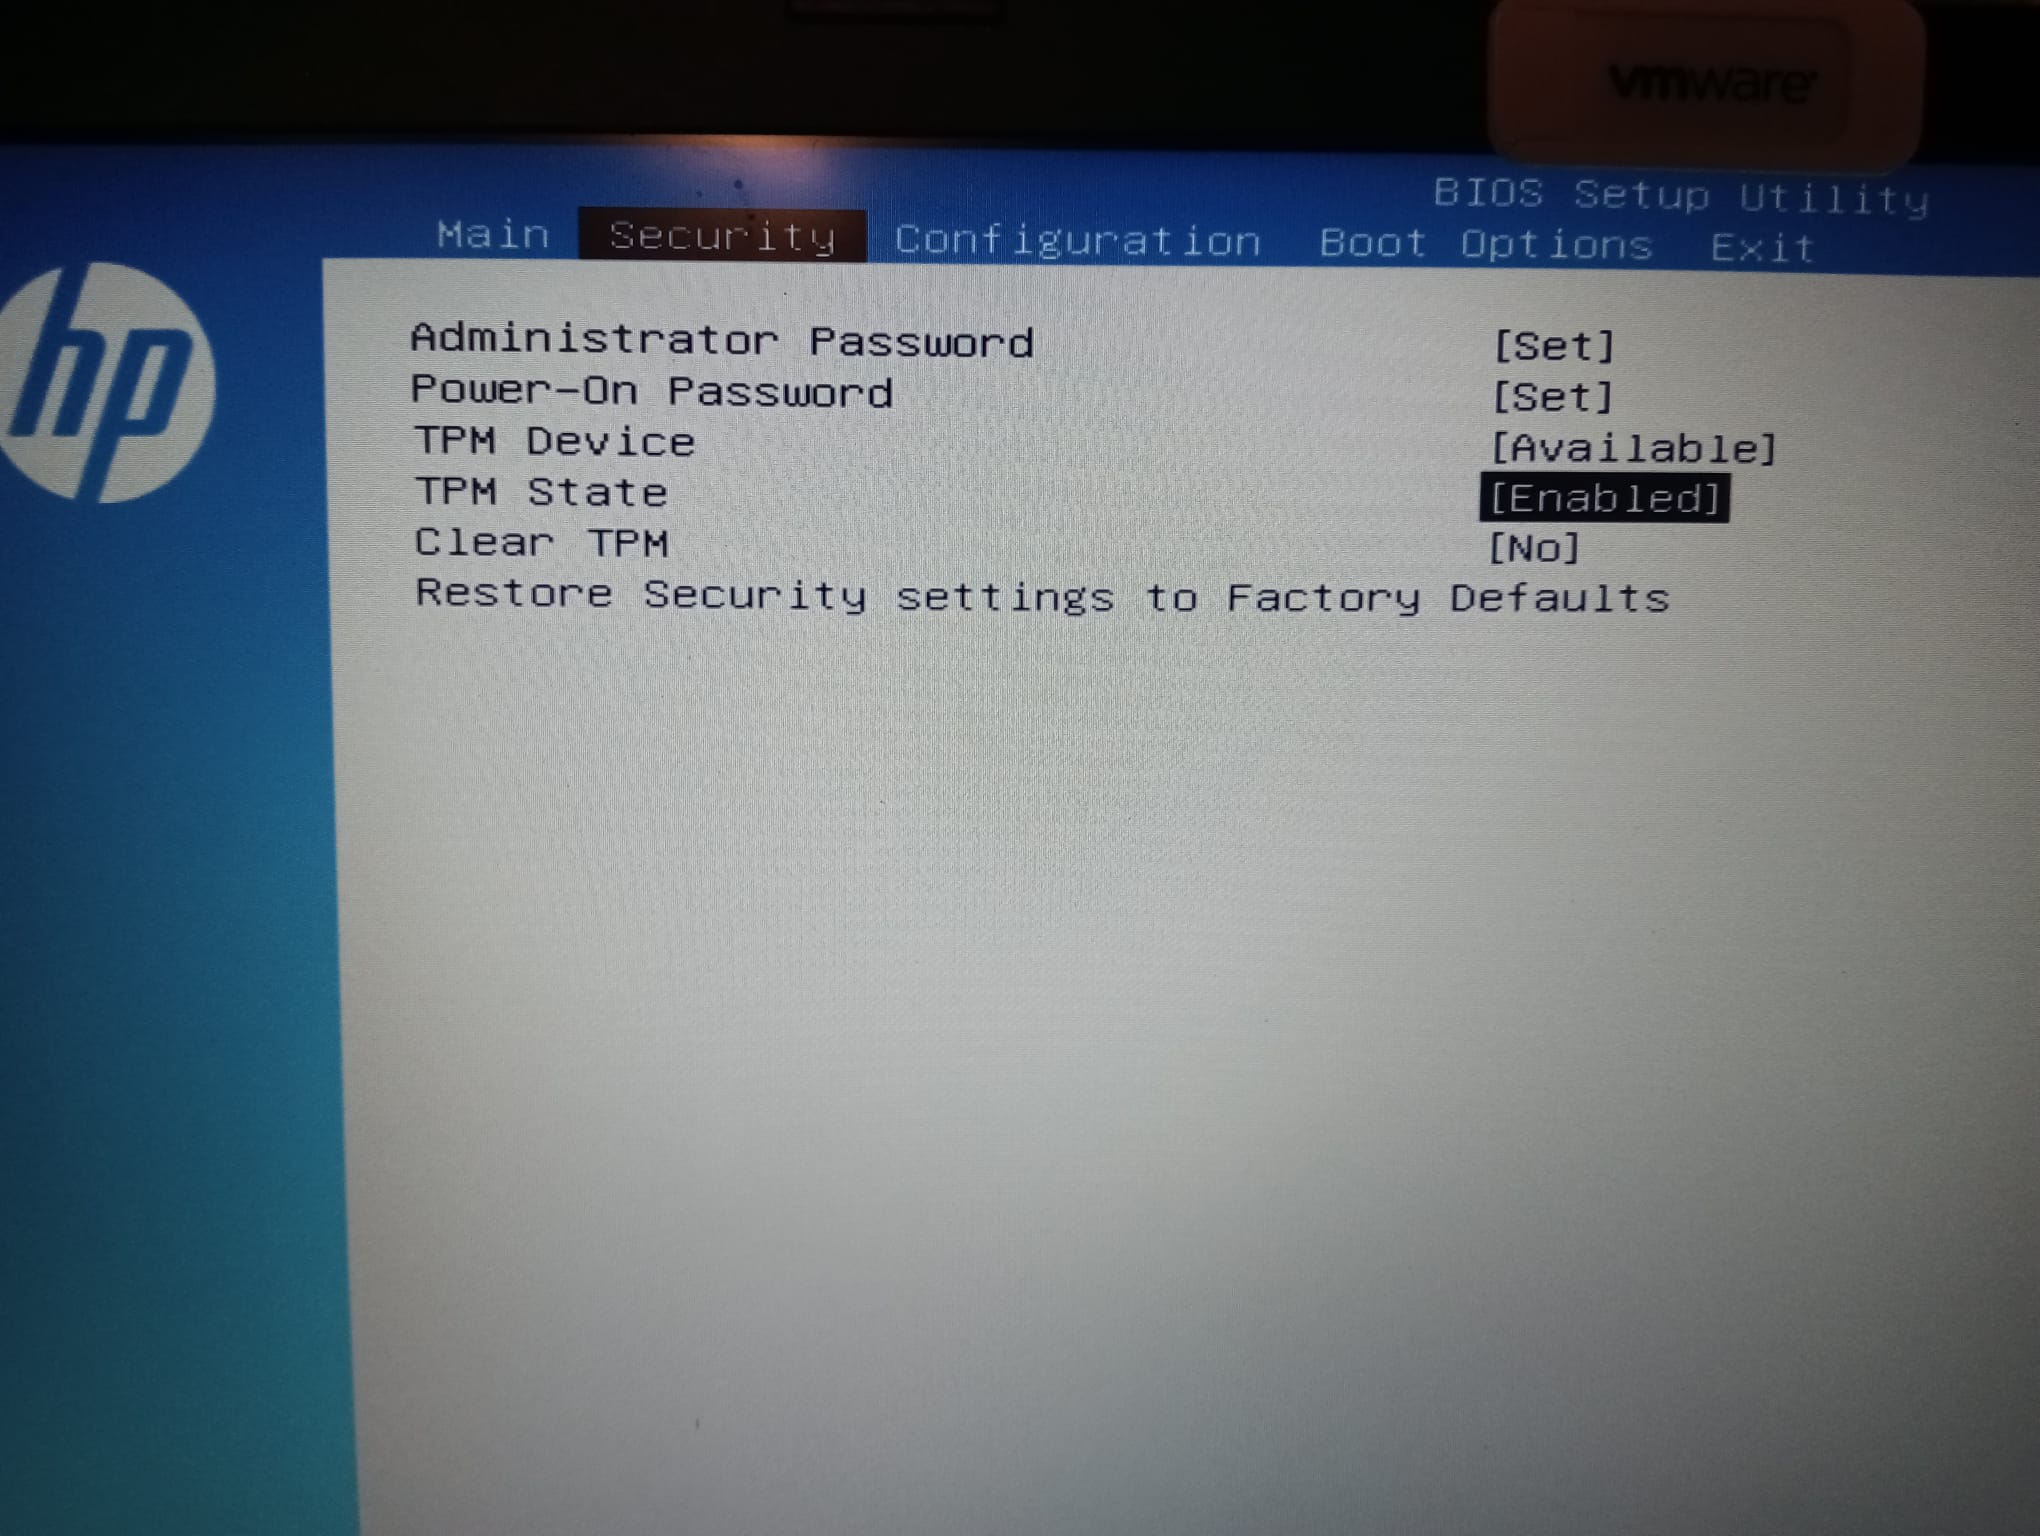 vmware
BIOS Setup Utility
Main Security Configuration Boot Options Exit
hp
Administrator Password [Set]
Power-On Password [Set]
TPM Device [Available]
TPM State [Enabled]
Clear TPM [No]
Restore Security settings to Factory Defaults